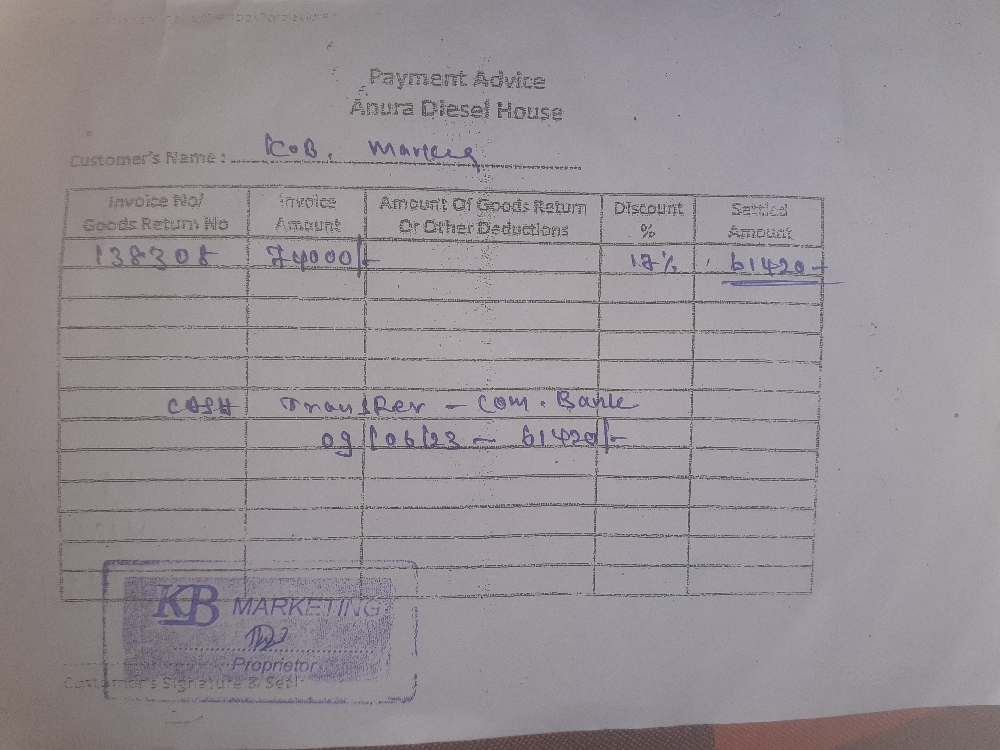 Payment Advice
Anura Diesel House
Customer's Name : K.B. Marketing
Invoice No/ Goods Return No Invoice Amount Amount Of Goods Return Or Other Deductions Discount % Settled Amount
138308 74000/- 17% 61420-
CASH Transfer - Com. Bank
09/06/23 - 61420/-
KB MARKETING
Proprietor
Customer's Signature & Seal